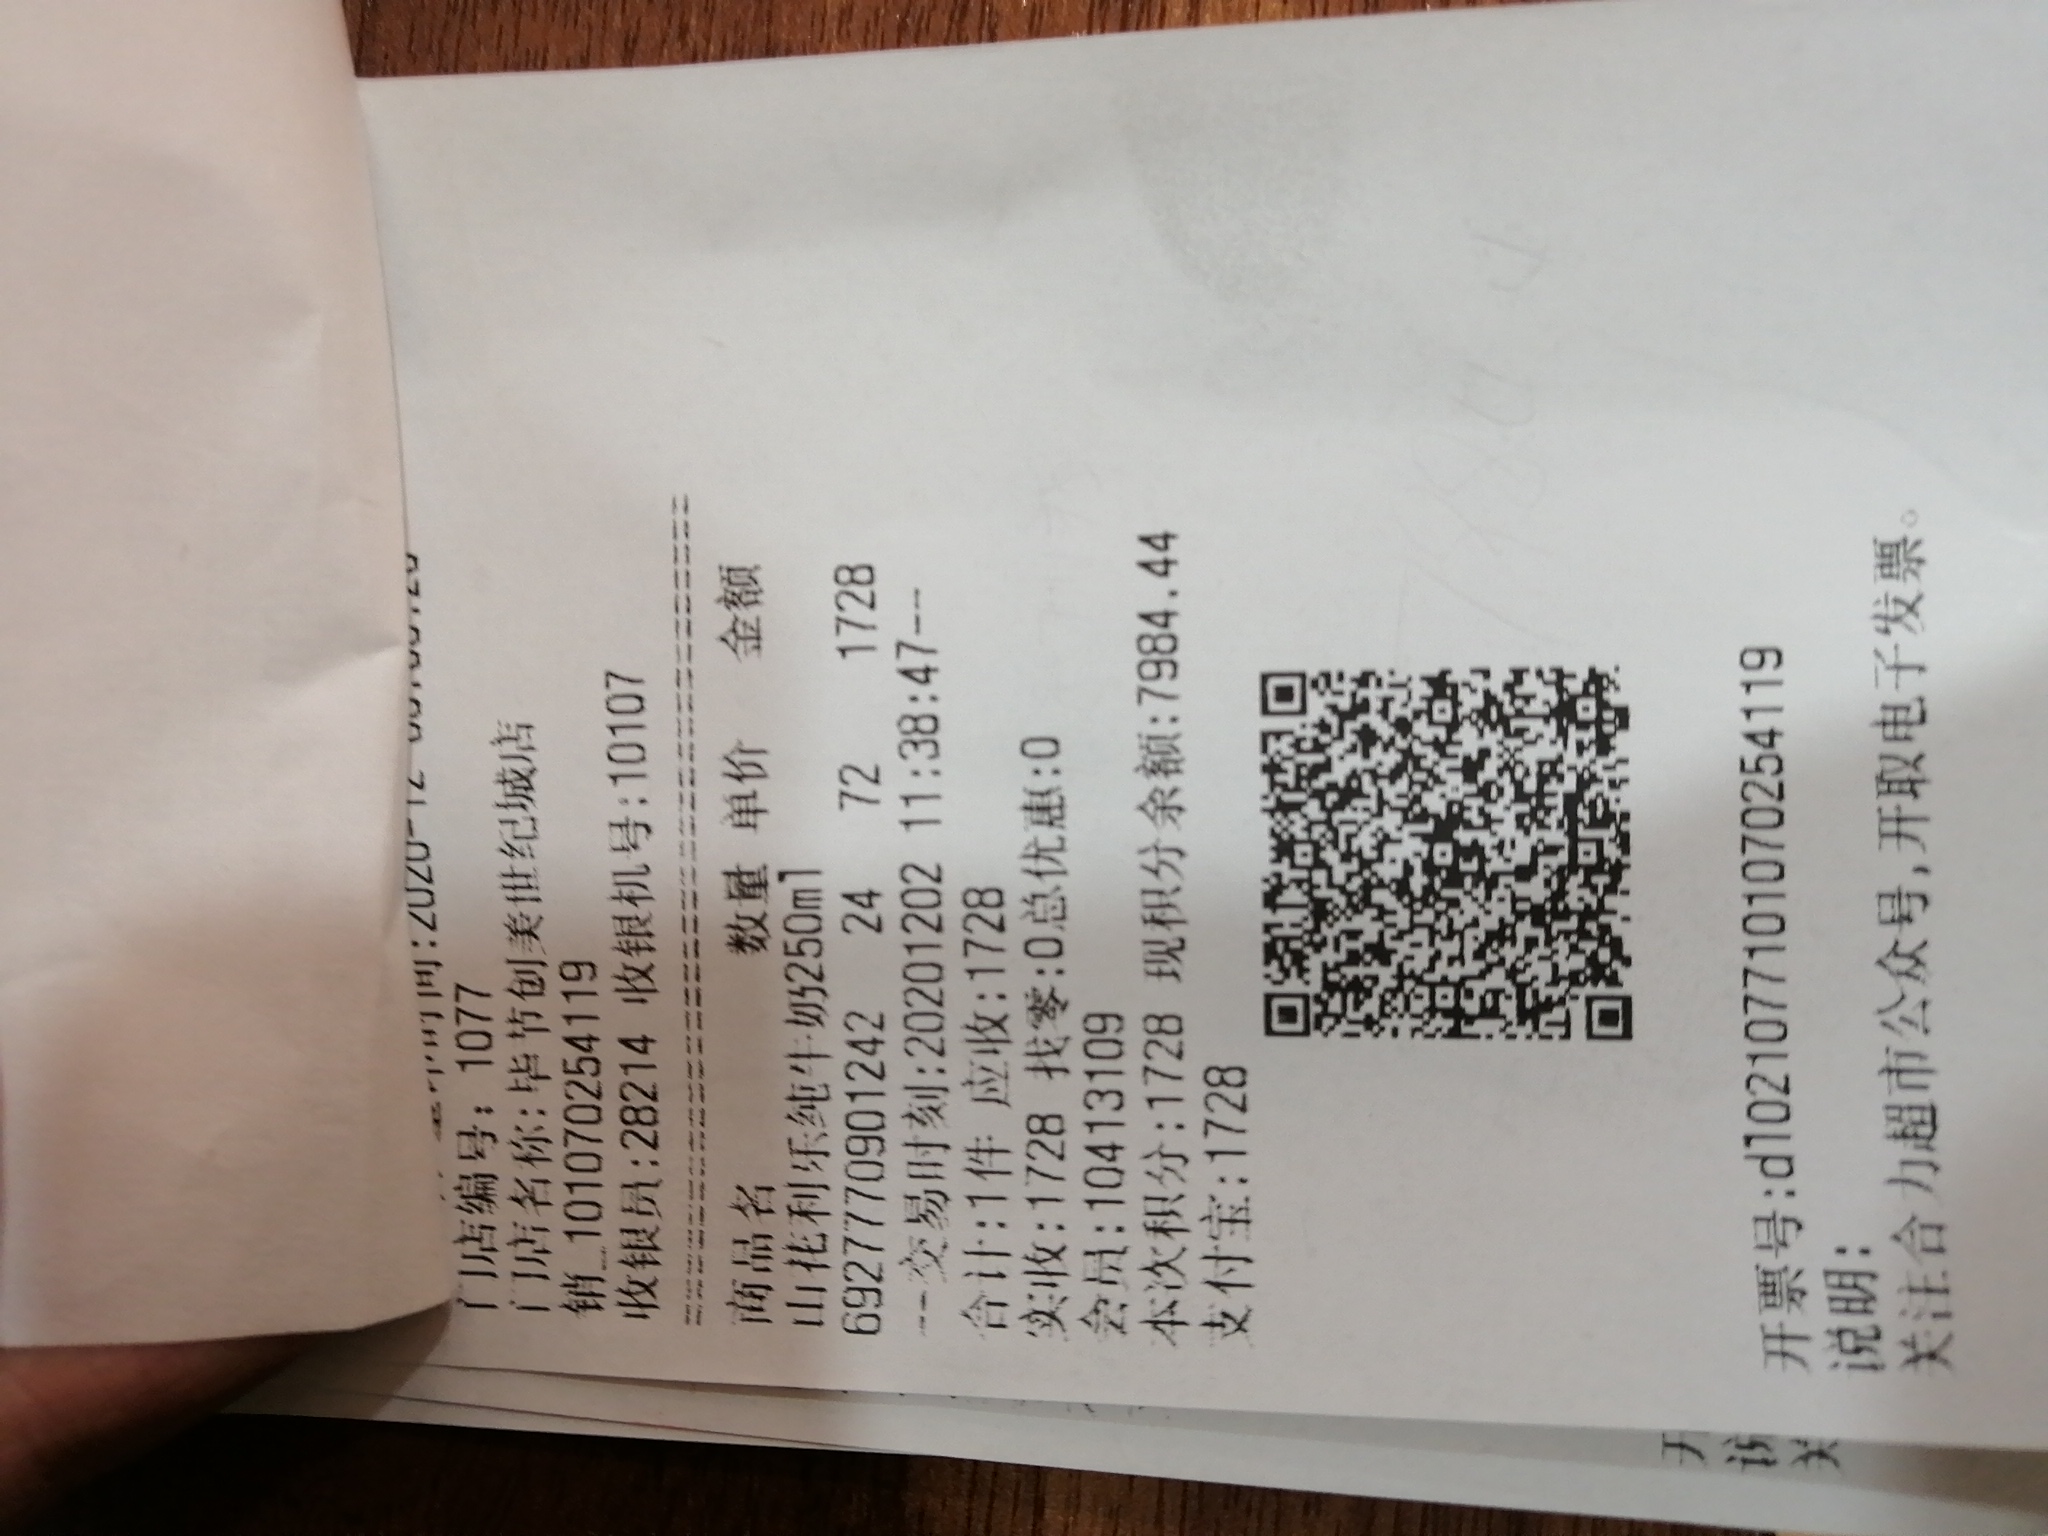 间:2020-12
门店编号: 1077
门店名称:毕节创美世纪城店
销_101070254119
收银员:28214 收银机号:10107
商品名 数量 单价 金额
山花利乐纯牛奶250ml
6927770901242 24 72 1728
--交易时刻:20201202 11:38:47--
合计:1件 应收:1728
实收:1728 找零:0总优惠:0
会员:10413109
本次积分:1728 现积分余额:7984.44
支付宝:1728
开票号:d1021077101070254119
说明:
关注合力超市公众号,开取电子发票。